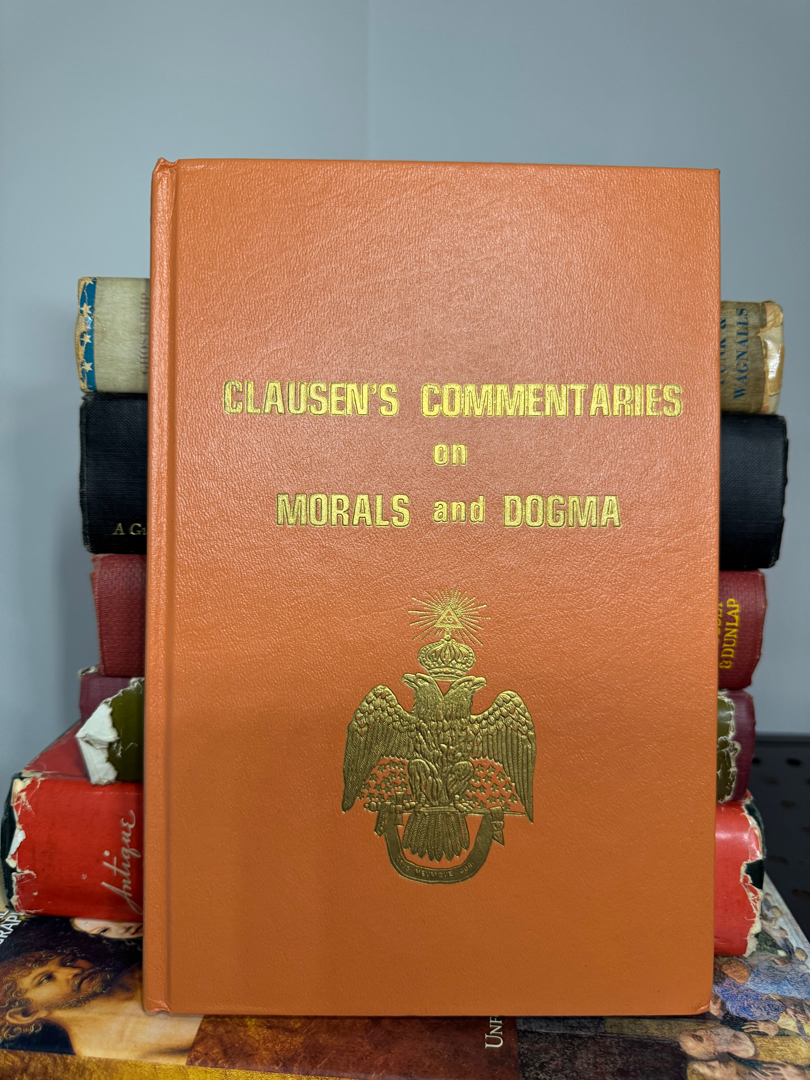 CLAUSEN'S COMMENTARIES
on
MORALS and DOGMA
WAGNALLS
& DUNLAP
Antique